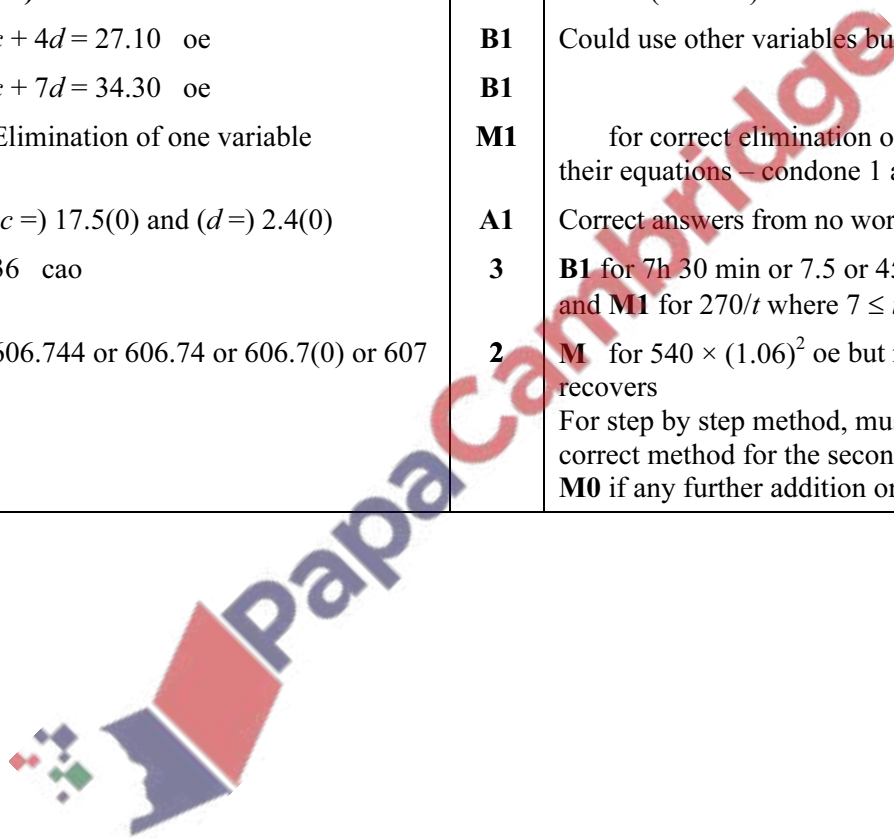 + 4d = 27.10 oe B1 Could use other variables bu
+ 7d = 34.30 oe B1
Elimination of one variable M1 for correct elimination o
their equations – condone 1 a
c =) 17.5(0) and (d =) 2.4(0) A1 Correct answers from no wor
36 cao 3 B1 for 7h 30 min or 7.5 or 45
and M1 for 270/t where 7 ≤
606.744 or 606.74 or 606.7(0) or 607 2 M for 540 × (1.06)² oe but
recovers
For step by step method, mu
correct method for the secon
M0 if any further addition or
PapaCambridge